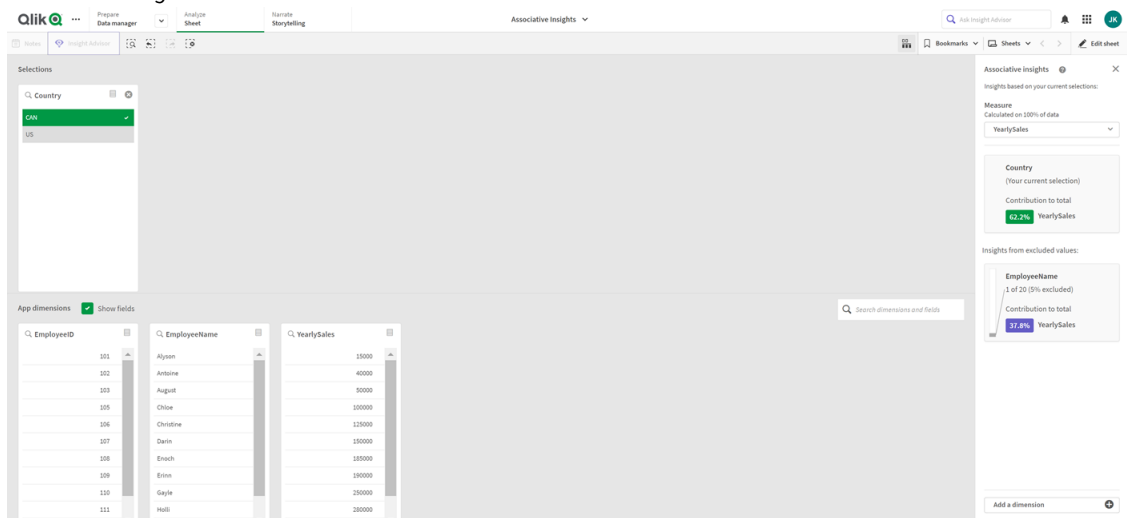 Qlik
Prepare
Data manager
Analyze
Sheet
Narrate
Storytelling
Associative Insights
Ask Insight Advisor
JK
Notes
Insight Advisor
Bookmarks
Sheets
Edit sheet
Selections
Country
CAN
US
Associative insights
Insights based on your current selections:
Measure
Calculated on 100% of data
YearlySales
Country
(Your current selection)
Contribution to total
62.2% YearlySales
Insights from excluded values:
EmployeeName
1 of 20 (5% excluded)
Contribution to total
37.8% YearlySales
Add a dimension
App dimensions
Show fields
Search dimensions and fields
EmployeeID
101
102
103
105
106
107
108
109
110
111
EmployeeName
Alyson
Antoine
August
Chloe
Christine
Darin
Enoch
Erinn
Gayle
Holli
YearlySales
15000
40000
50000
100000
125000
150000
185000
190000
250000
280000